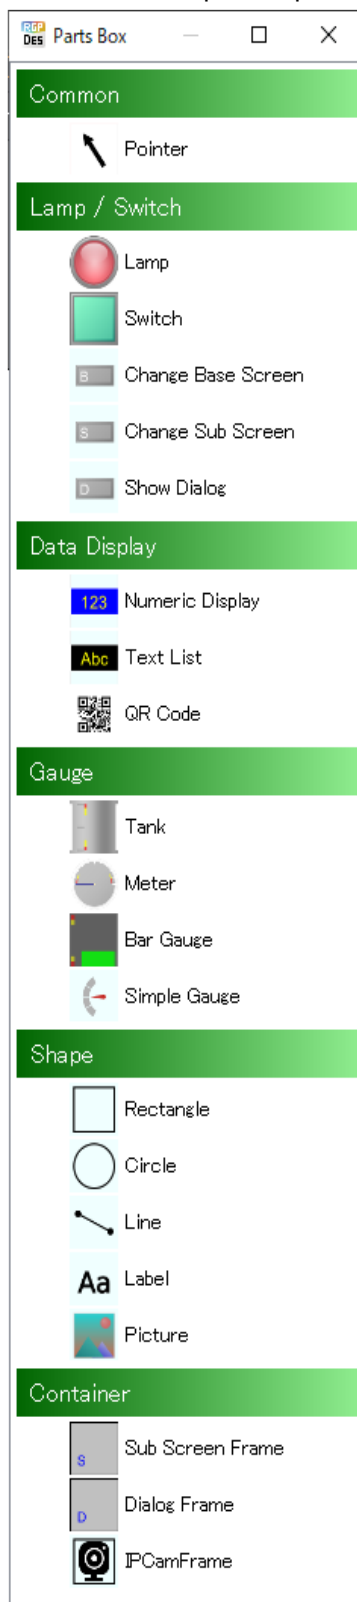 RGP
DES
Parts Box
Common
Pointer
Lamp / Switch
Lamp
Switch
B
Change Base Screen
S
Change Sub Screen
D
Show Dialog
Data Display
123
Numeric Display
Abc
Text List
QR Code
Gauge
Tank
Meter
Bar Gauge
Simple Gauge
Shape
Rectangle
Circle
Line
Aa
Label
Picture
Container
S
Sub Screen Frame
D
Dialog Frame
IPCamFrame